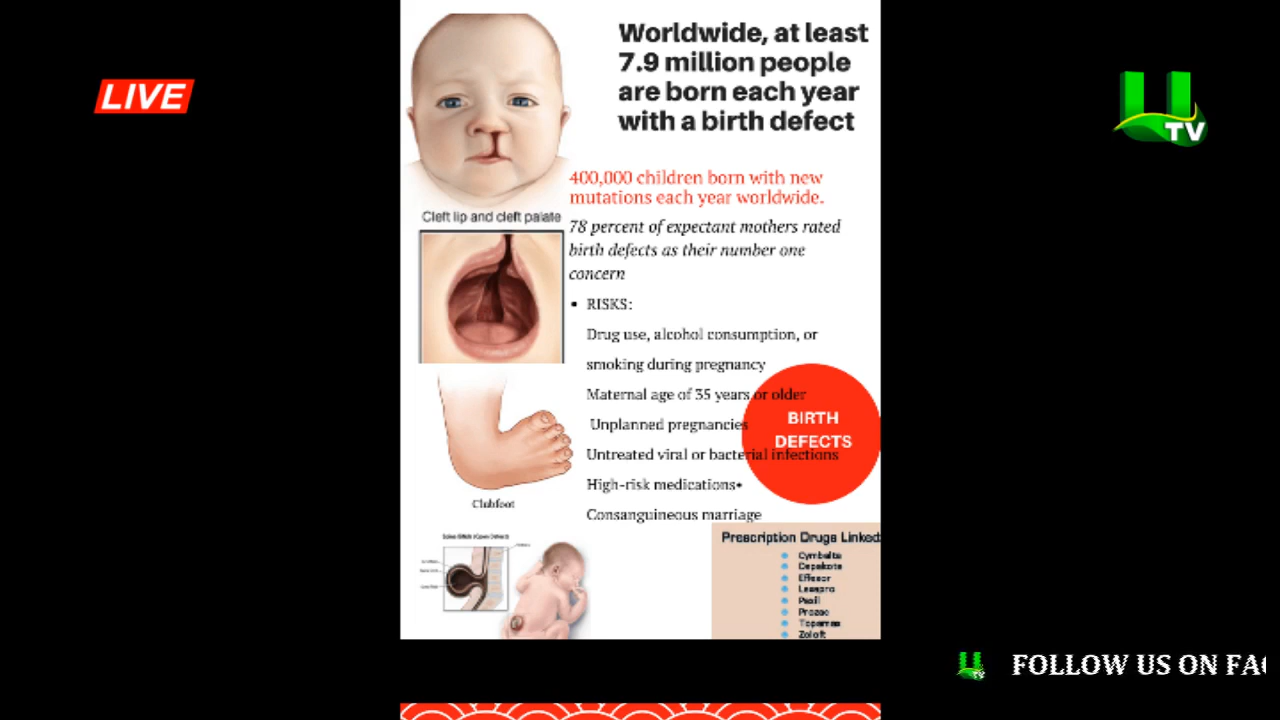 LIVE
U
TV
Worldwide, at least
7.9 million people
are born each year
with a birth defect
400,000 children born with new
mutations each year worldwide.
78 percent of expectant mothers rated
birth defects as their number one
concern
Cleft lip and cleft palate
• RISKS:
Drug use, alcohol consumption, or
smoking during pregnancy
Maternal age of 35 years or older
Unplanned pregnancies
Untreated viral or bacterial infections
High-risk medications•
Consanguineous marriage
BIRTH
DEFECTS
Clubfoot
Prescription Drugs Linked
Cymbalta
Depakote
Effexor
Lexapro
Paxil
Prozac
Topamax
Zoloft
FOLLOW US ON FA